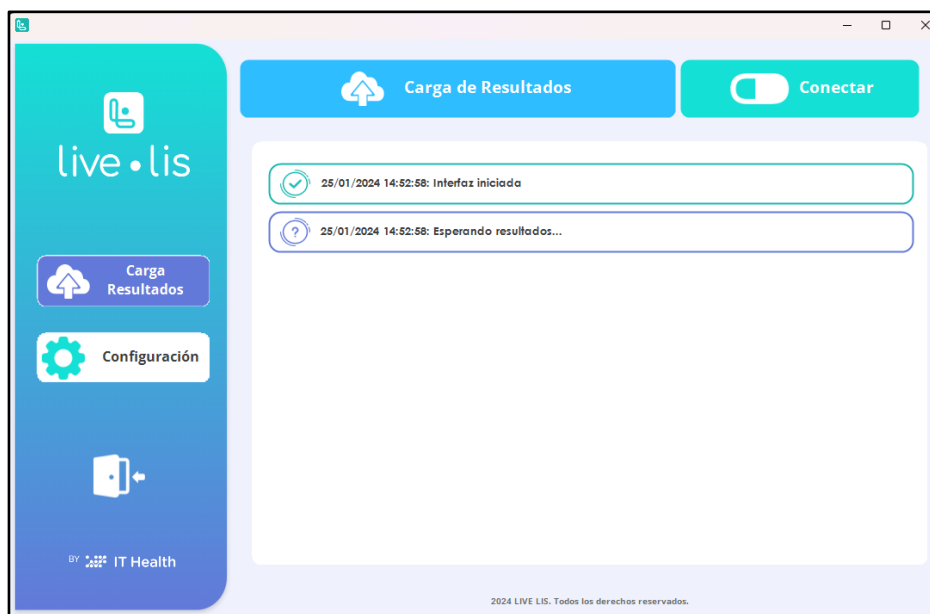 live•lis
Carga
Resultados
Configuración
BY IT Health
Carga de Resultados
Conectar
25/01/2024 14:52:58: Interfaz iniciada
25/01/2024 14:52:58: Esperando resultados...
2024 LIVE LIS. Todos los derechos reservados.